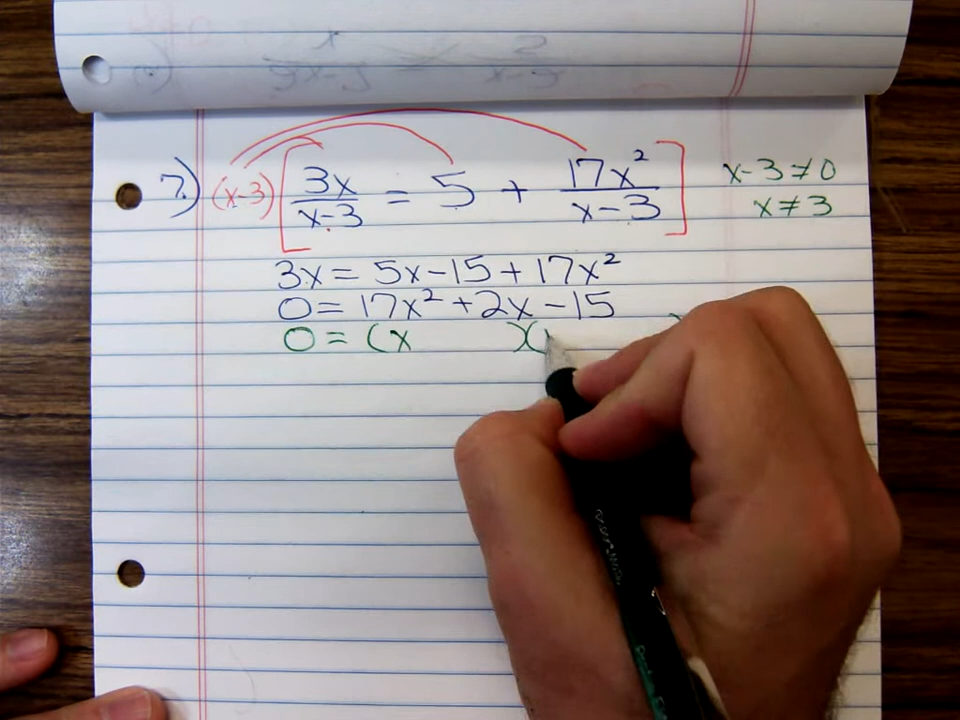 7.) (x-3) [ 3x/(x-3) = 5 + 17x²/(x-3) ] x-3≠0
x≠3
3x = 5x-15+17x²
0 = 17x²+2x-15
0 = (x )(